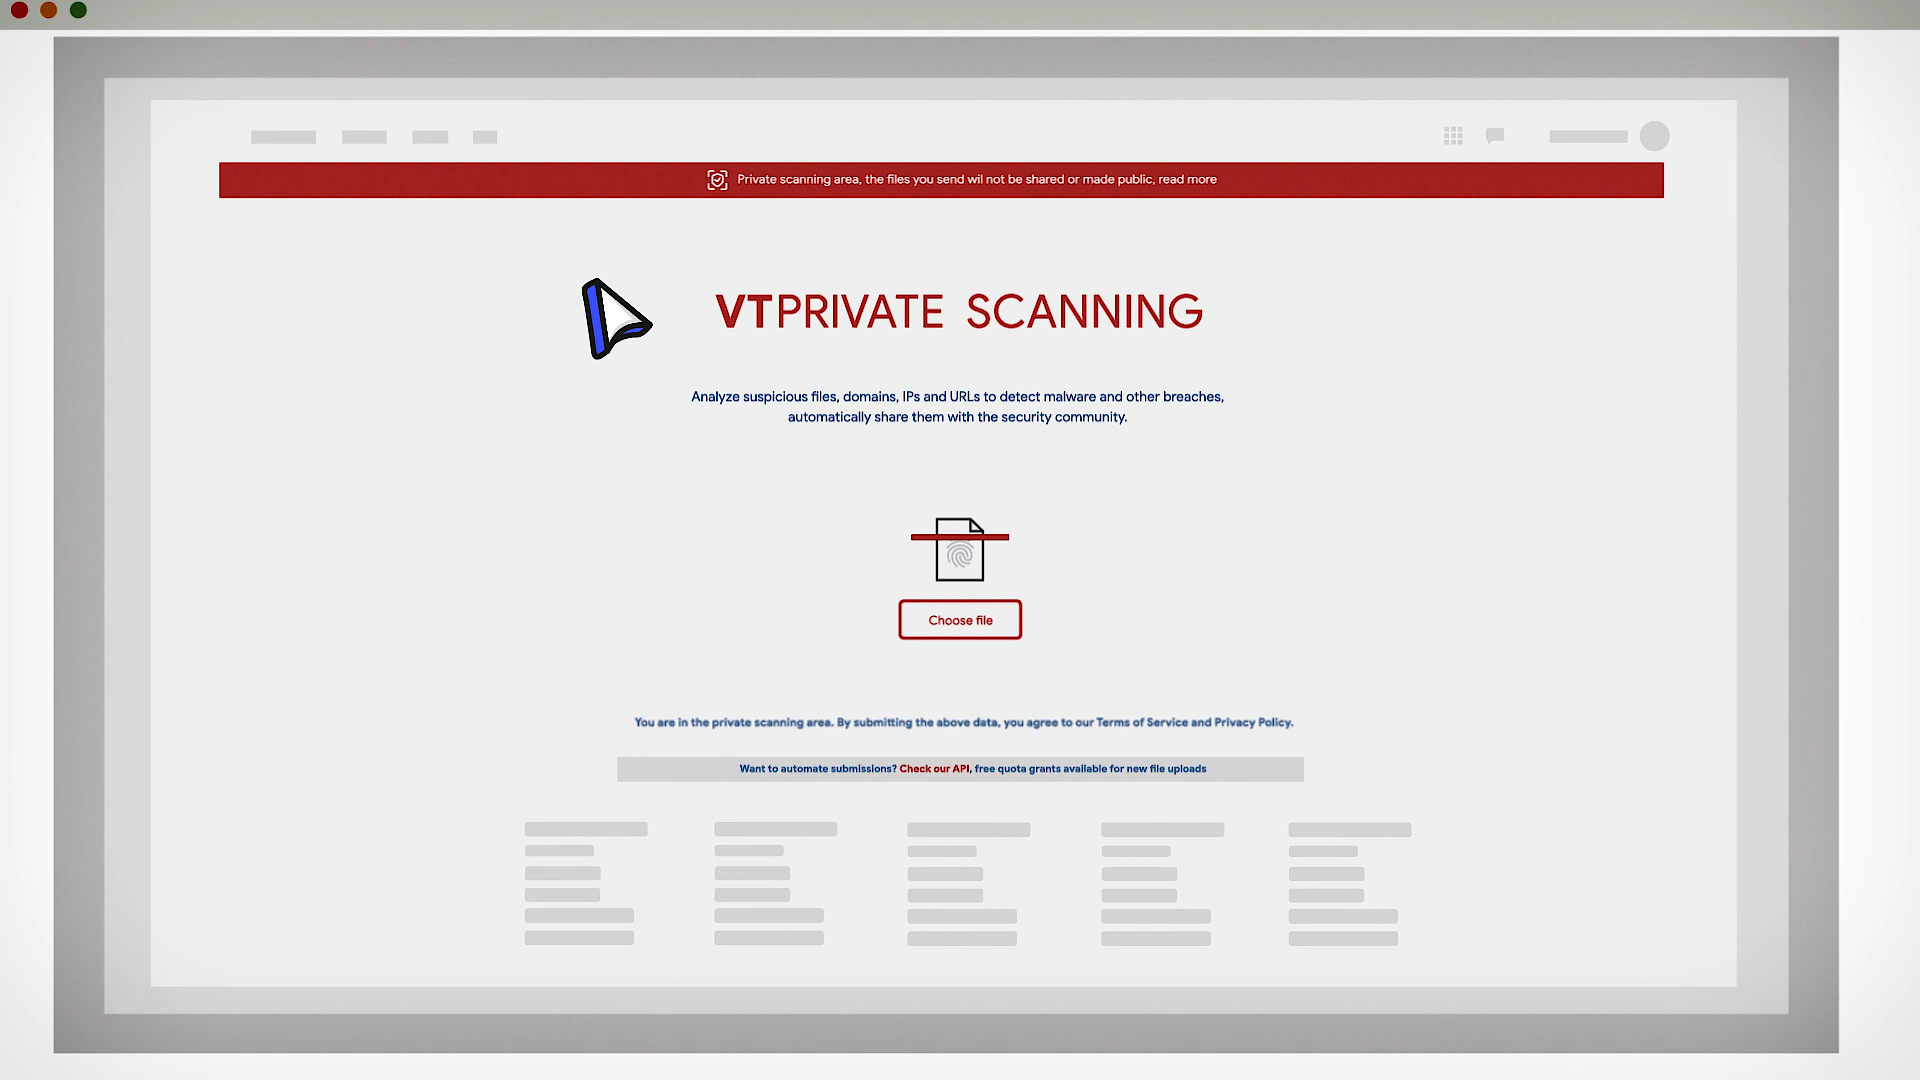 Private scanning area, the files you send wil not be shared or made public, read more
VTPRIVATE SCANNING
Analyze suspicious files, domains, IPs and URLs to detect malware and other breaches,
automatically share them with the security community.
Choose file
You are in the private scanning area. By submitting the above data, you agree to our Terms of Service and Privacy Policy.
Want to automate submissions? Check our API, free quota grants available for new file uploads